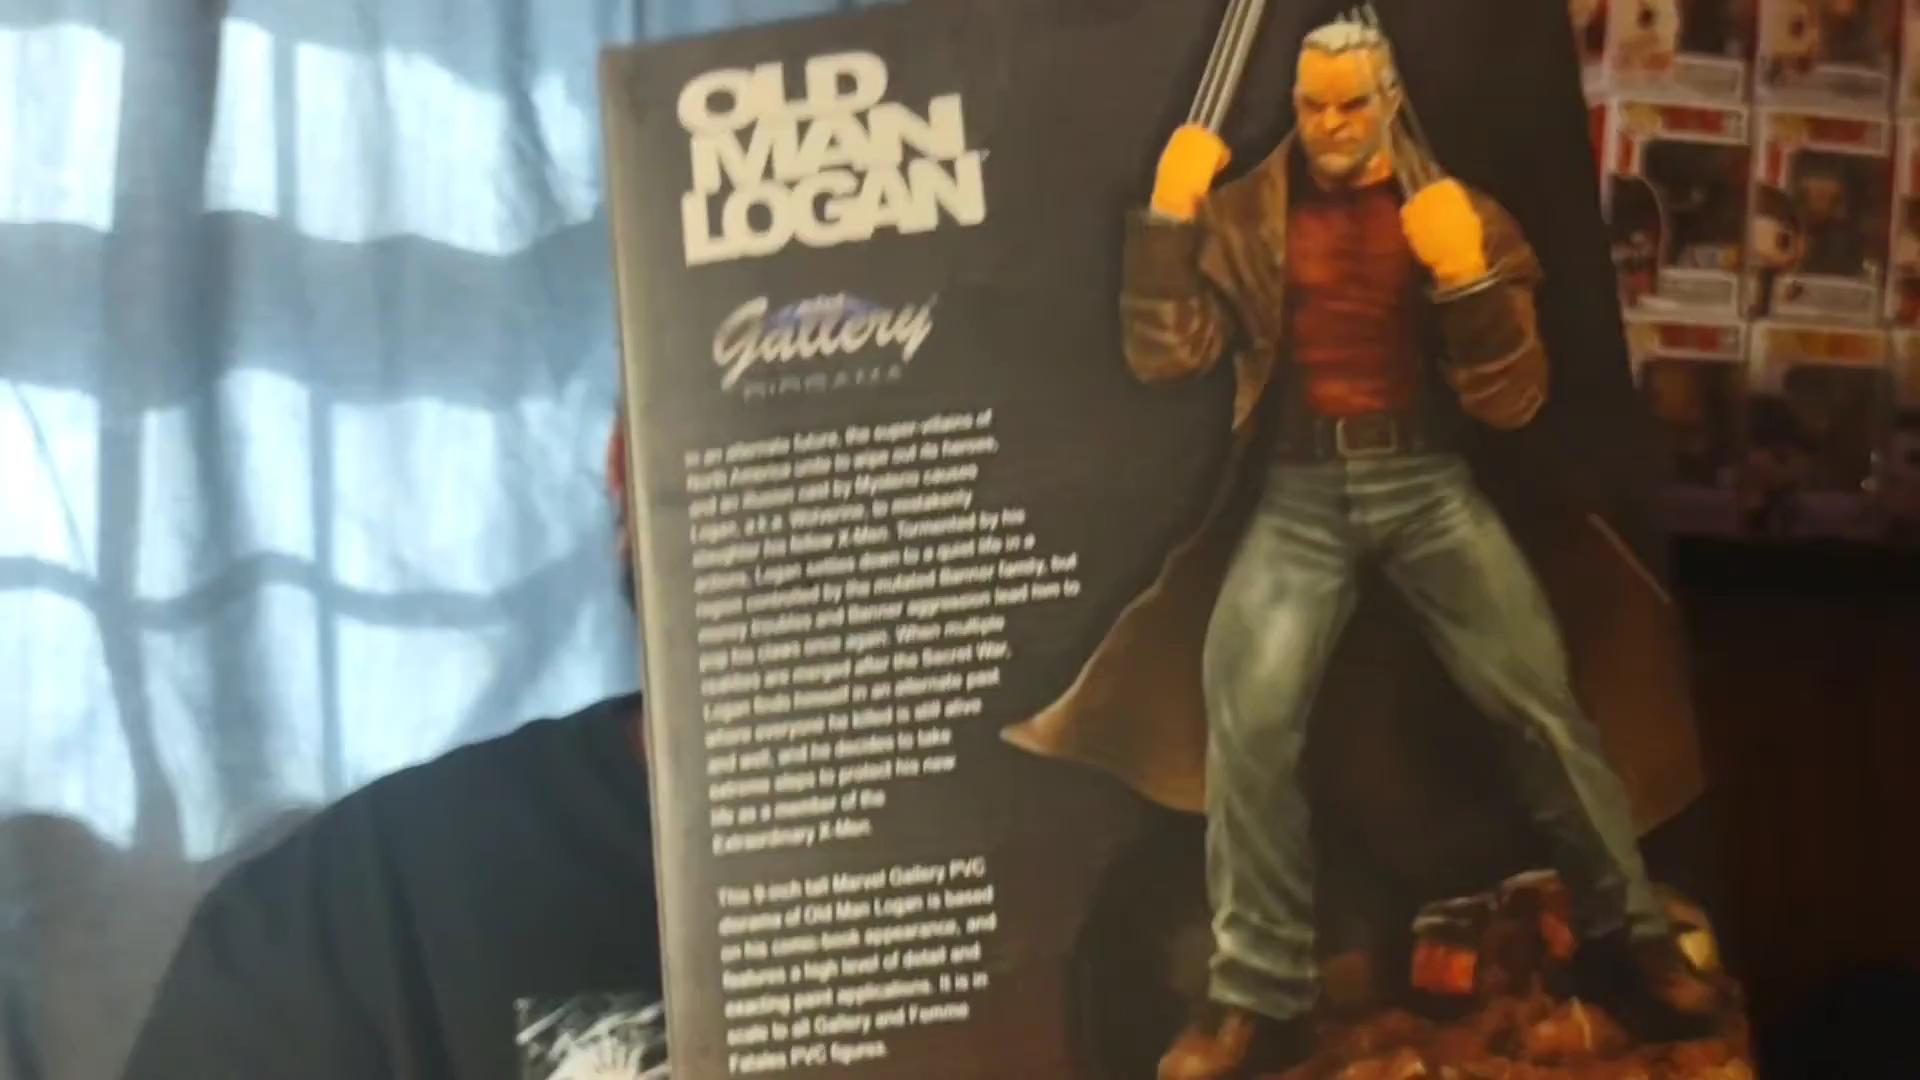 OLD
MAN
LOGAN
Gallery
DIORAMA
In an alternate future, the super-villains of
North America unite to wipe out its heroes,
and an illusion cast by Mysterio causes
Logan, a.k.a. Wolverine, to mistakenly
slaughter his fellow X-Men. Tormented by his
actions, Logan settles down to a quiet life in a
region controlled by the mutated Banner family, but
money troubles and Banner aggression lead him to
pop his claws once again. When multiple
realities are merged after the Secret War,
Logan finds himself in an alternate past
where everyone he killed is still alive
and well, and he decides to take
extreme steps to protect his new
life as a member of the
Extraordinary X-Men.
This 9-inch tall Marvel Gallery PVC
diorama of Old Man Logan is based
on his comic book appearance, and
features a high level of detail and
exacting paint applications. It is in
scale to all Gallery and Femme
Fatales PVC figures.